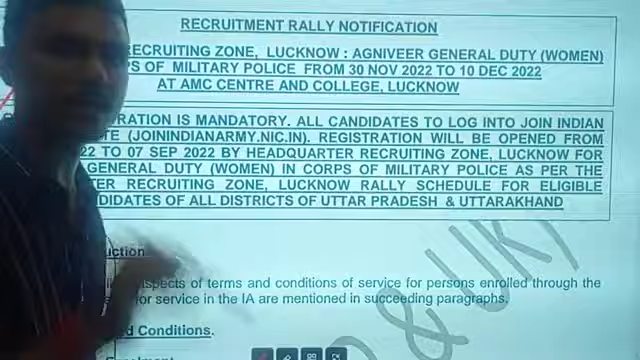 RECRUITMENT RALLY NOTIFICATION
RECRUITING ZONE, LUCKNOW : AGNIVEER GENERAL DUTY (WOMEN)
PS OF MILITARY POLICE FROM 30 NOV 2022 TO 10 DEC 2022
AT AMC CENTRE AND COLLEGE, LUCKNOW
TRATION IS MANDATORY. ALL CANDIDATES TO LOG INTO JOIN INDIAN
TE (JOININDIANARMY.NIC.IN). REGISTRATION WILL BE OPENED FROM
22 TO 07 SEP 2022 BY HEADQUARTER RECRUITING ZONE, LUCKNOW FOR
GENERAL DUTY (WOMEN) IN CORPS OF MILITARY POLICE AS PER THE
TER RECRUITING ZONE, LUCKNOW RALLY SCHEDULE FOR ELIGIBLE
DIDATES OF ALL DISTRICTS OF UTTAR PRADESH & UTTARAKHAND
uction
aspects of terms and conditions of service for persons enrolled through the
for service in the IA are mentioned in succeeding paragraphs.
d Conditions.
& UK)